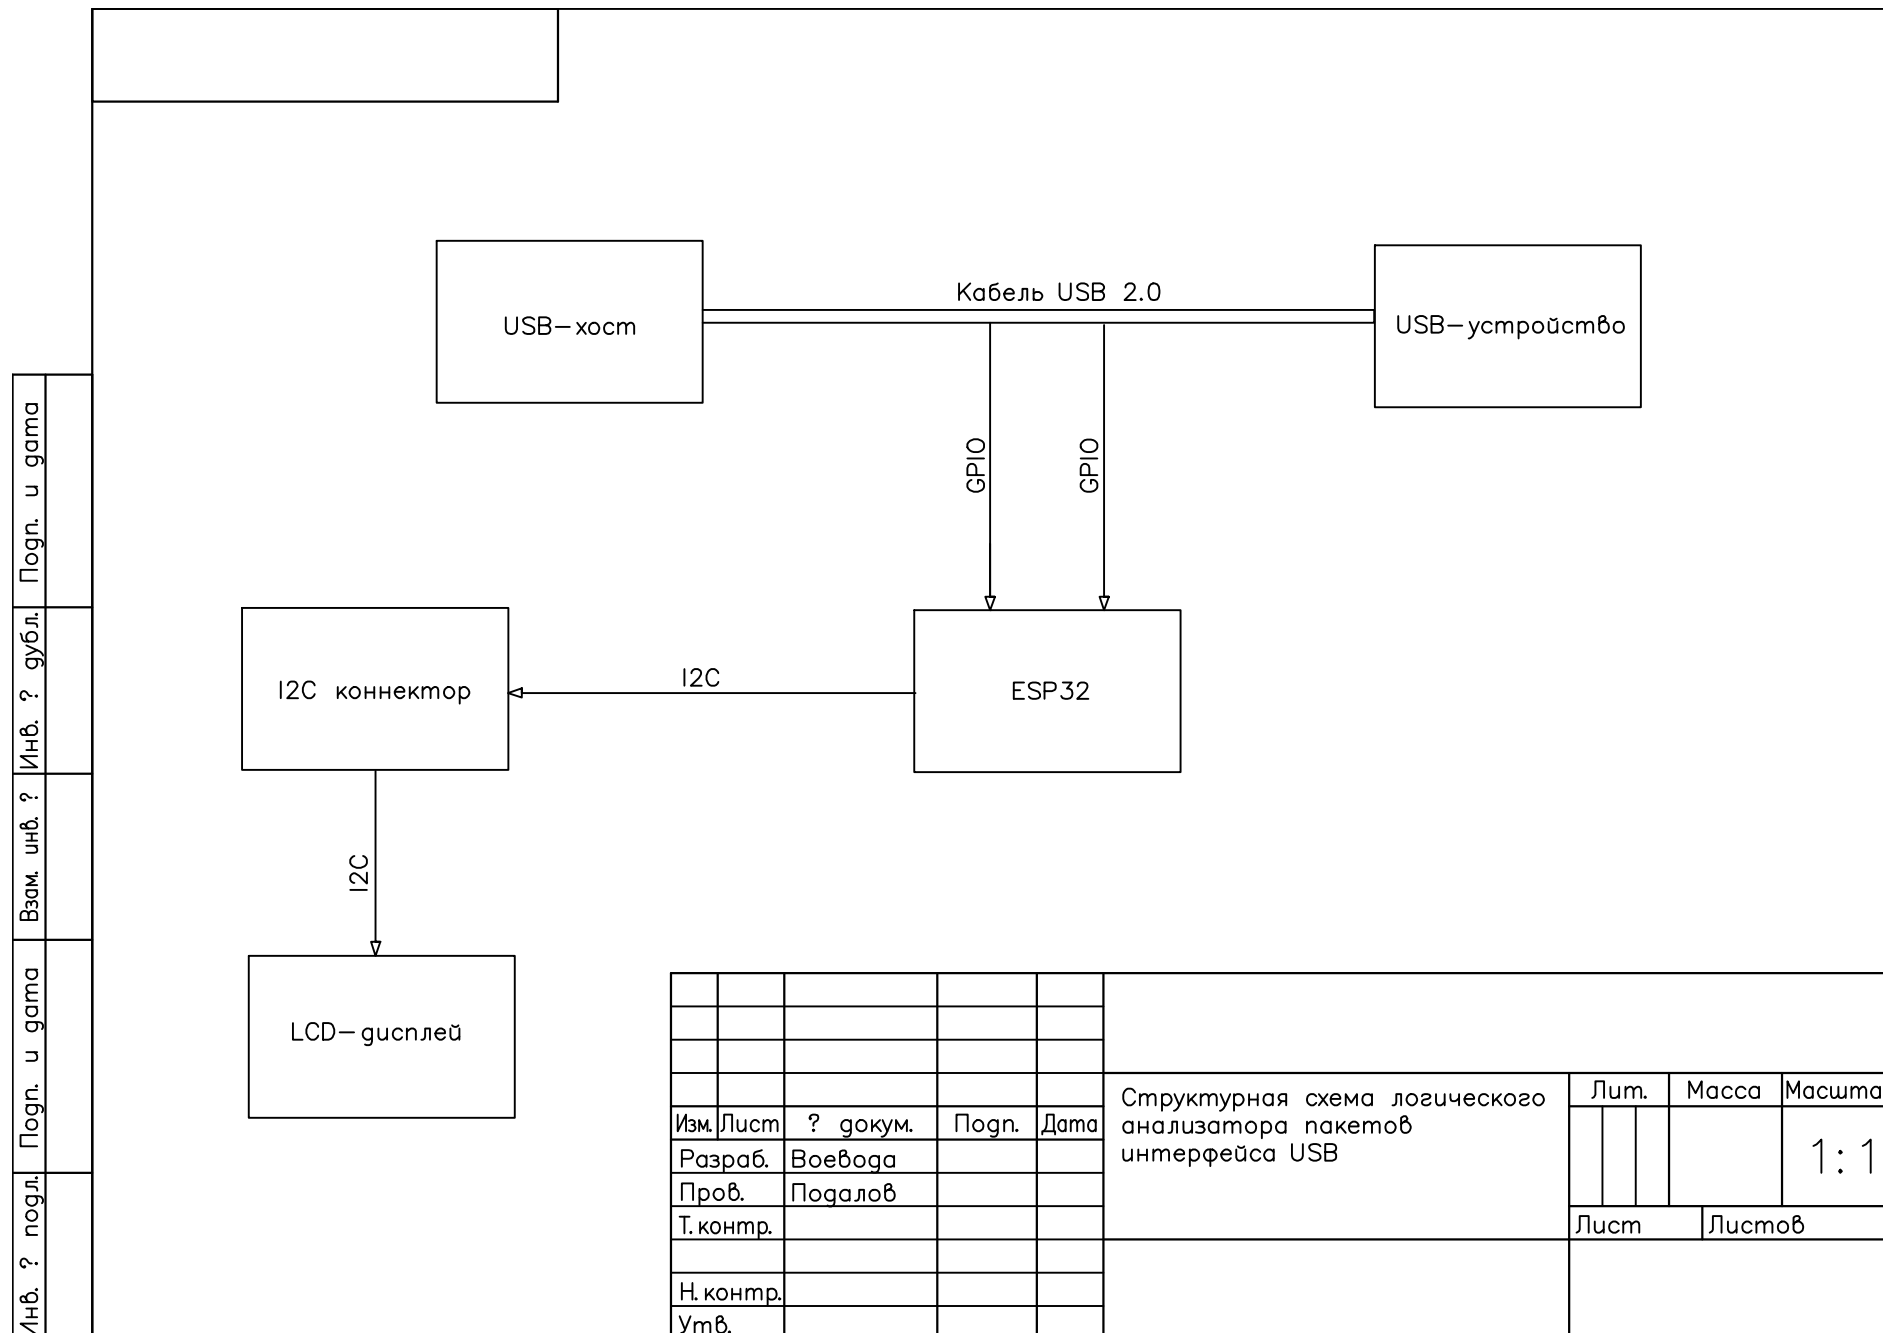 Кабель USB 2.0
USB-хост
USB-устройство
GPIO
GPIO
I2C коннектор
I2C
ESP32
I2C
LCD-дисплей
Подп. и дата
Инв. ? дубл.
Взам. инв. ?
Подп. и дата
Инв. ? подл.
Изм. Лист ? докум. Подп. Дата
Разраб. Воевода
Пров. Подалов
Т.контр.
Н.контр.
Утв.
Структурная схема логического
анализатора пакетов
интерфейса USB
Лит. Масса Масшта
1:1
Лист Листов